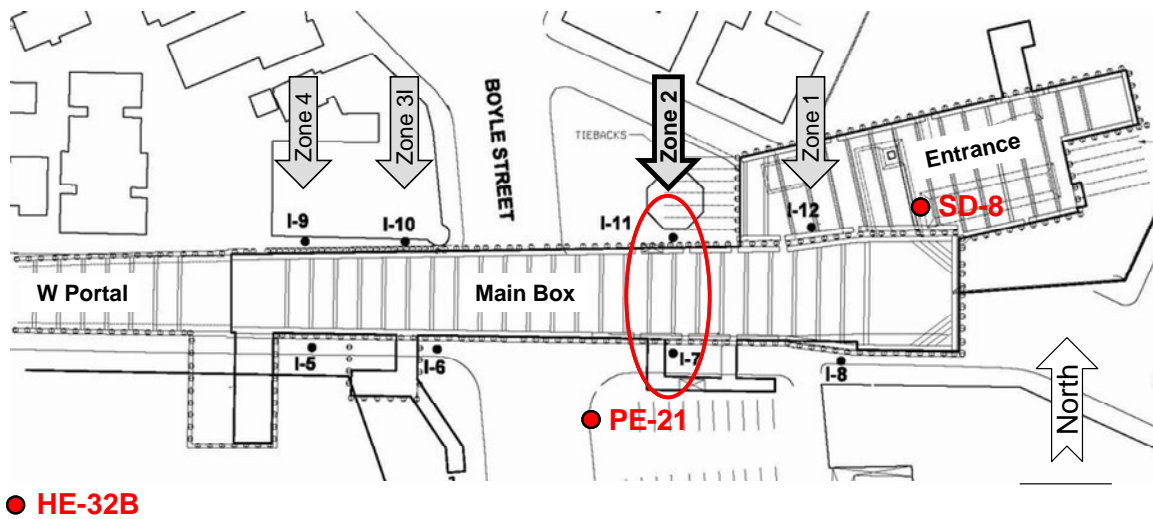 Zone 4
Zone 3I
BOYLE STREET
TIEBACKS
Zone 2
Zone 1
Entrance
SD-8
I-9
I-10
I-11
I-12
W Portal
Main Box
I-5
I-6
I-7
I-8
PE-21
North
HE-32B